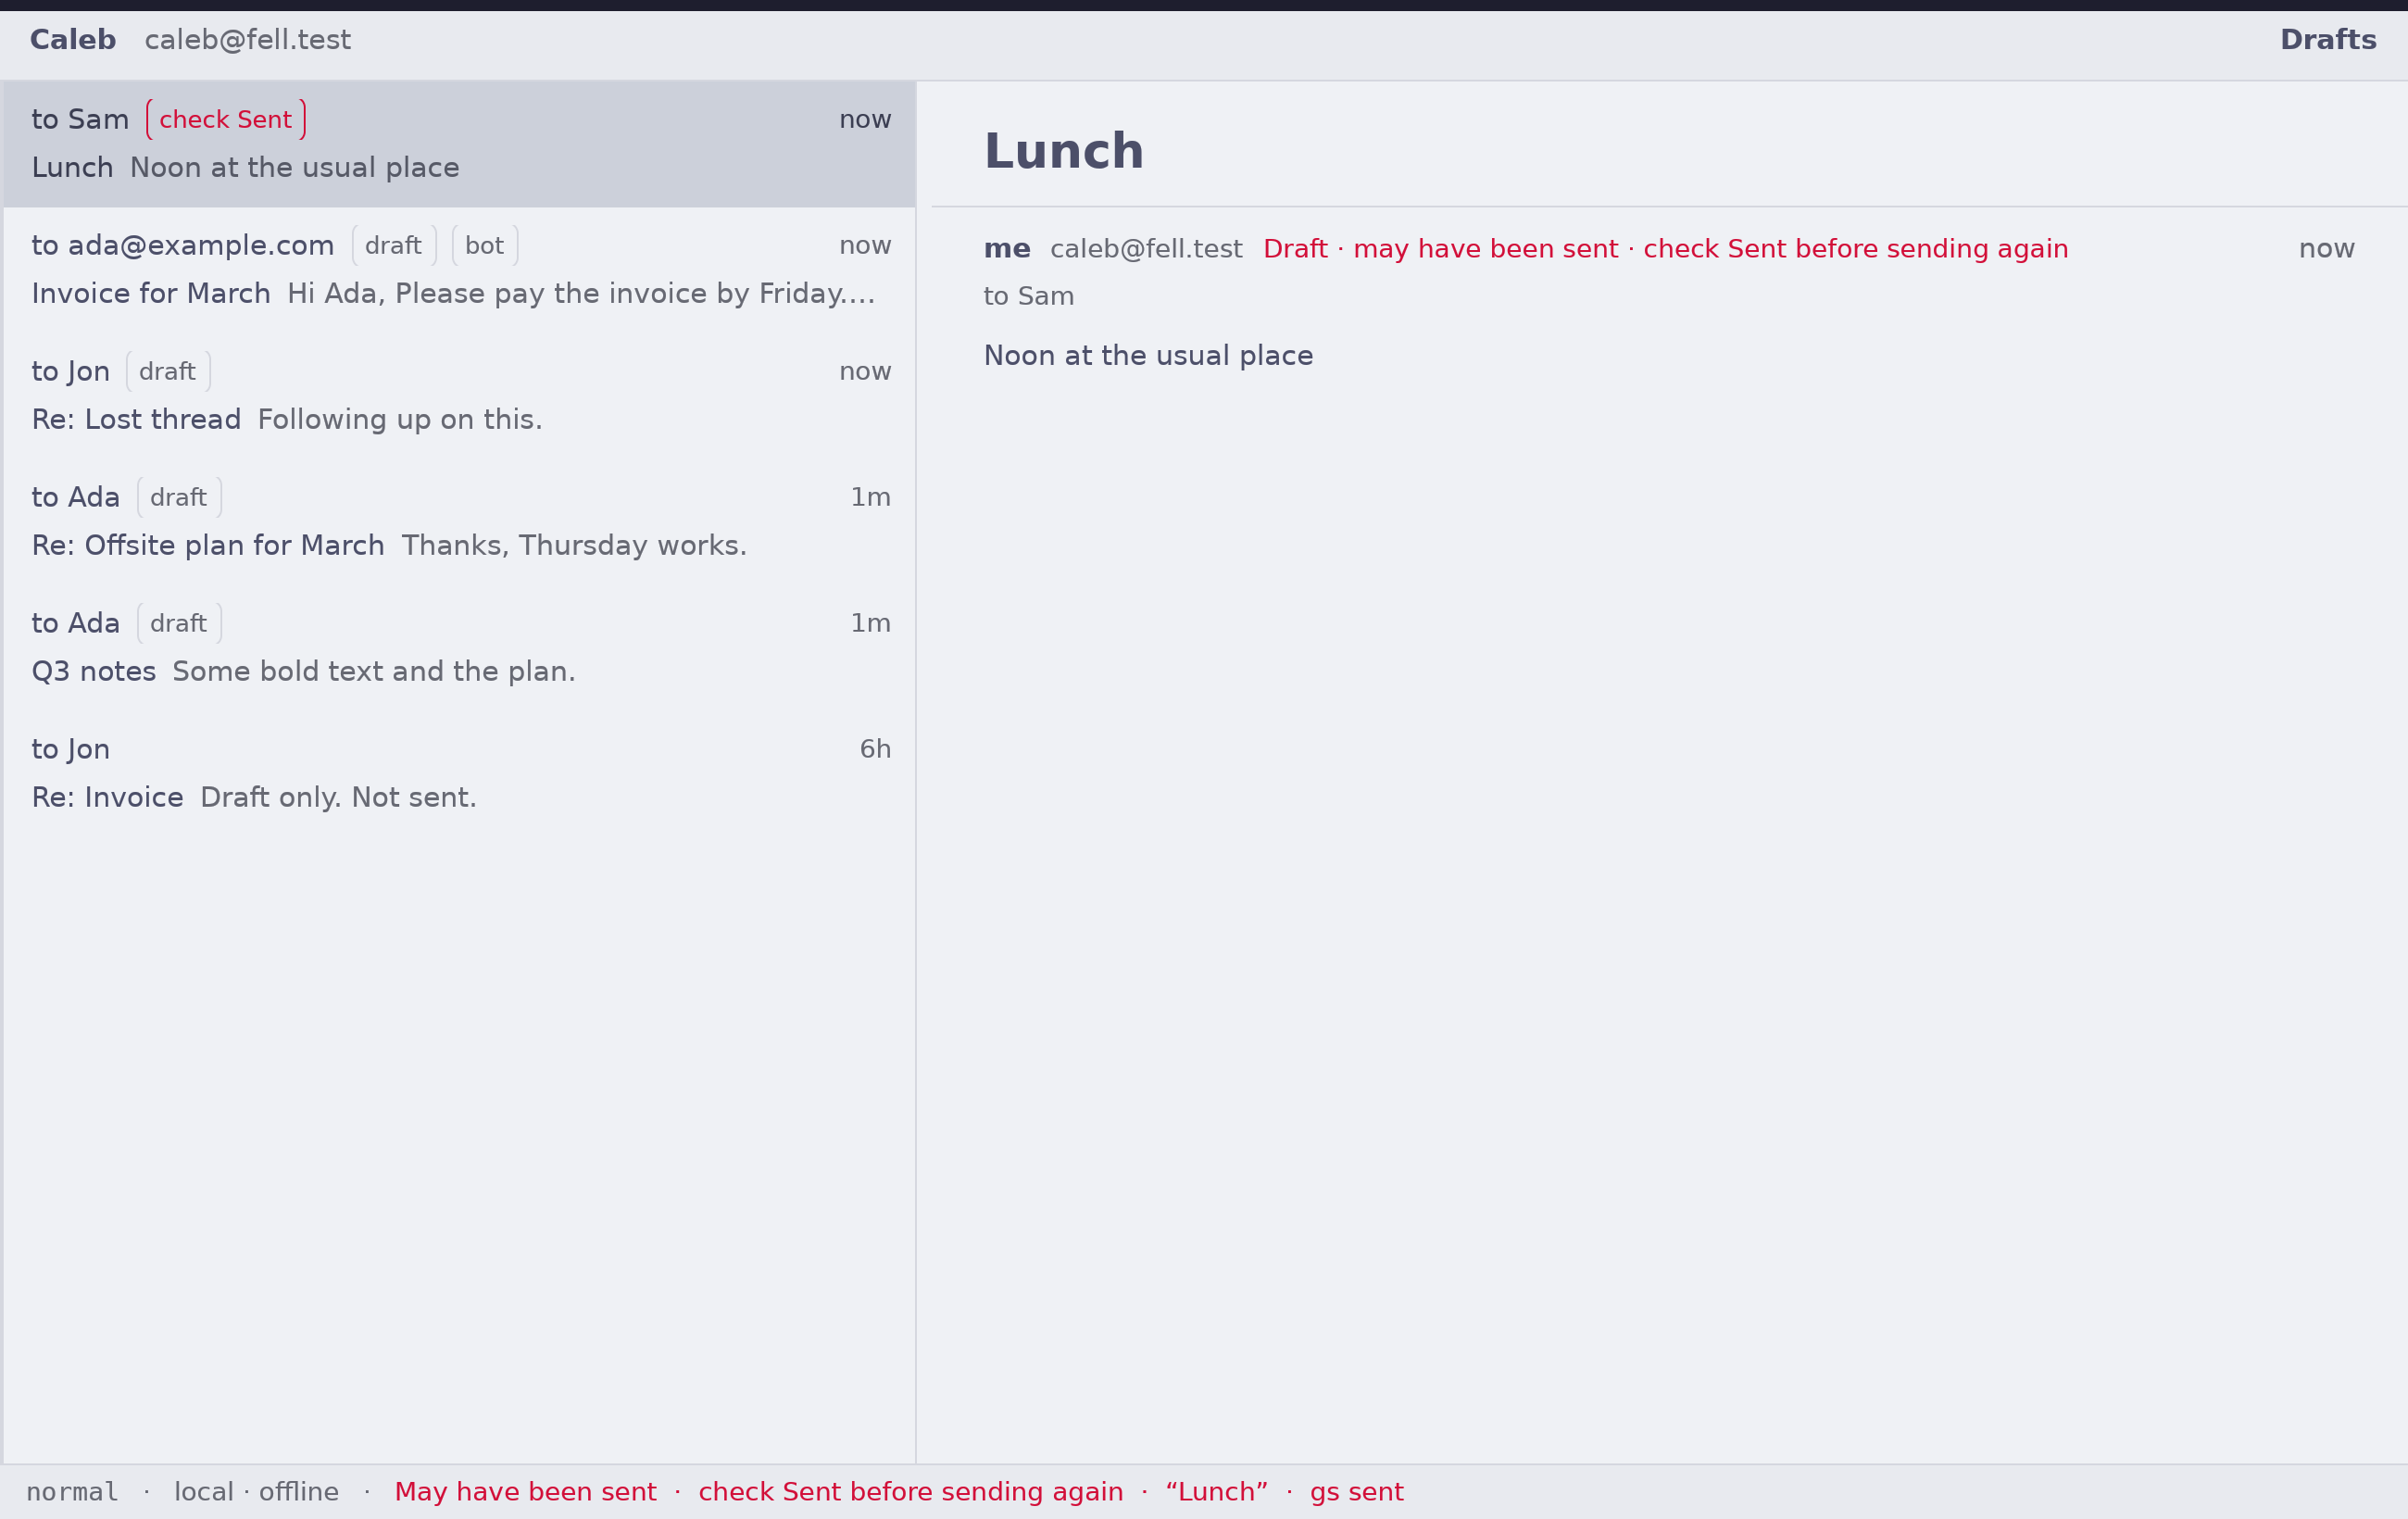 Caleb caleb@fell.test Drafts
to Sam check Sent now
Lunch Noon at the usual place
to ada@example.com draft bot now
Invoice for March Hi Ada, Please pay the invoice by Friday....
to Jon draft now
Re: Lost thread Following up on this.
to Ada draft 1m
Re: Offsite plan for March Thanks, Thursday works.
to Ada draft 1m
Q3 notes Some bold text and the plan.
to Jon 6h
Re: Invoice Draft only. Not sent.
Lunch
me caleb@fell.test Draft · may have been sent · check Sent before sending again now
to Sam
Noon at the usual place
normal · local · offline · May have been sent · check Sent before sending again · “Lunch” · gs sent